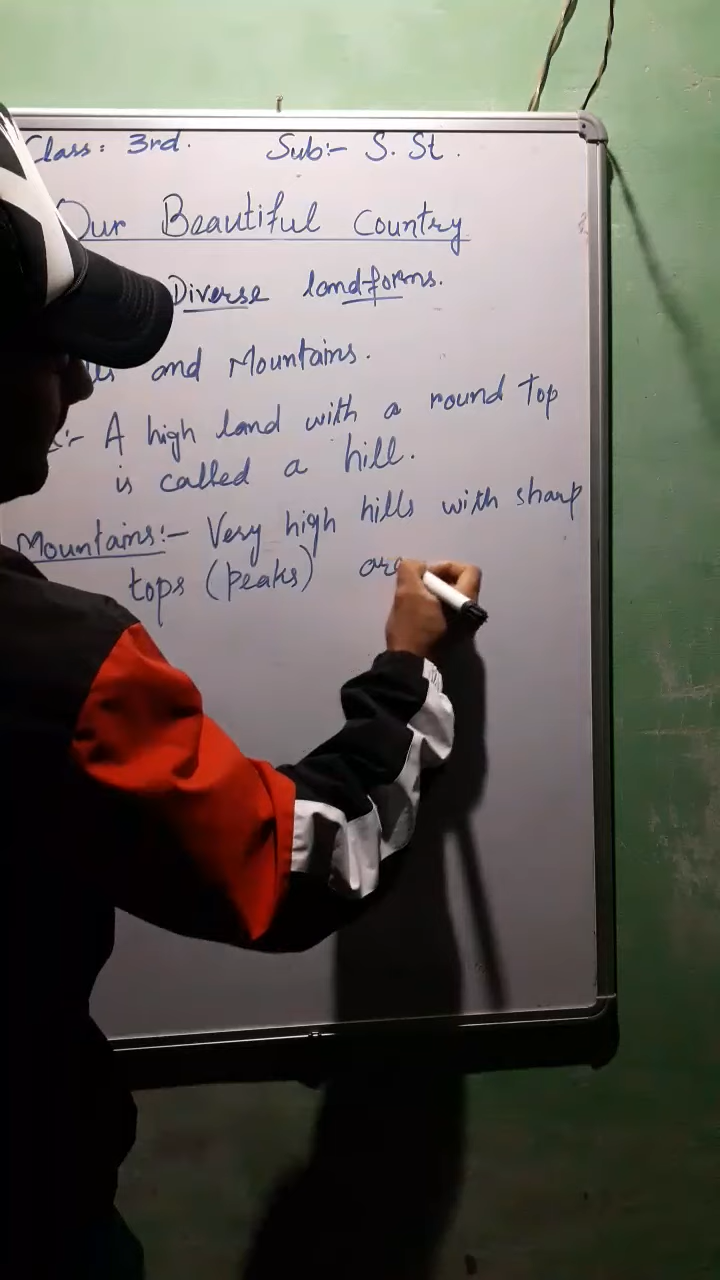 Class: 3rd. Sub:- S. St.
Our Beautiful Country
Diverse landforms.
and Mountains.
:- A high land with a round top
is called a hill.
Mountains:- Very high hills with sharp
tops (peaks) are